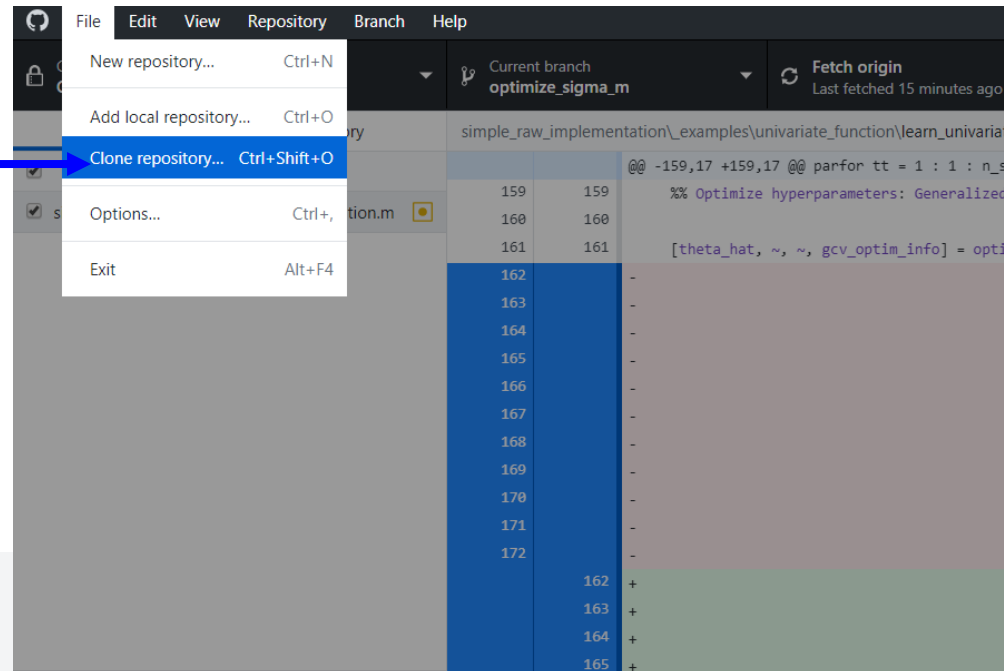 File Edit View Repository Branch Help
New repository... Ctrl+N
Add local repository... Ctrl+O
Clone repository... Ctrl+Shift+O
Options... Ctrl+,
Exit Alt+F4
ory
s tion.m
Current branch
optimize_sigma_m
Fetch origin
Last fetched 15 minutes ago
simple_raw_implementation\_examples\univariate_function\learn_univaria
@@ -159,17 +159,17 @@ parfor tt = 1 : 1 : n_s
159 159 %% Optimize hyperparameters: Generalized
160 160
161 161 [theta_hat, ~, ~, gcv_optim_info] = opti
162 -
163 -
164 -
165 -
166 -
167 -
168 -
169 -
170 -
171 -
172 -
162 +
163 +
164 +
165 +